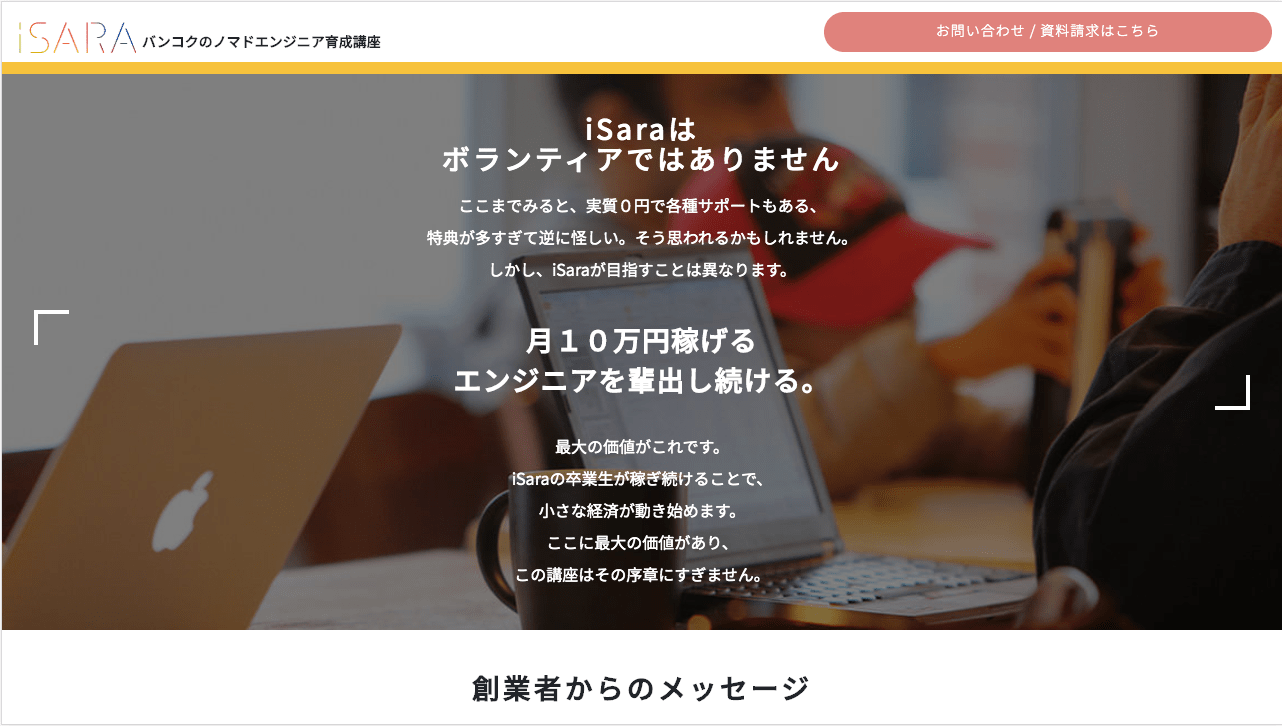 iSARA バンコクのノマドエンジニア育成講座
お問い合わせ / 資料請求はこちら
iSaraは
ボランティアではありません
ここまでみると、実質０円で各種サポートもある、
特典が多すぎて逆に怪しい。そう思われるかもしれません。
しかし、iSaraが目指すことは異なります。
月１０万円稼げる
エンジニアを輩出し続ける。
最大の価値がこれです。
iSaraの卒業生が稼ぎ続けることで、
小さな経済が動き始めます。
ここに最大の価値があり、
この講座はその序章にすぎません。
創業者からのメッセージ